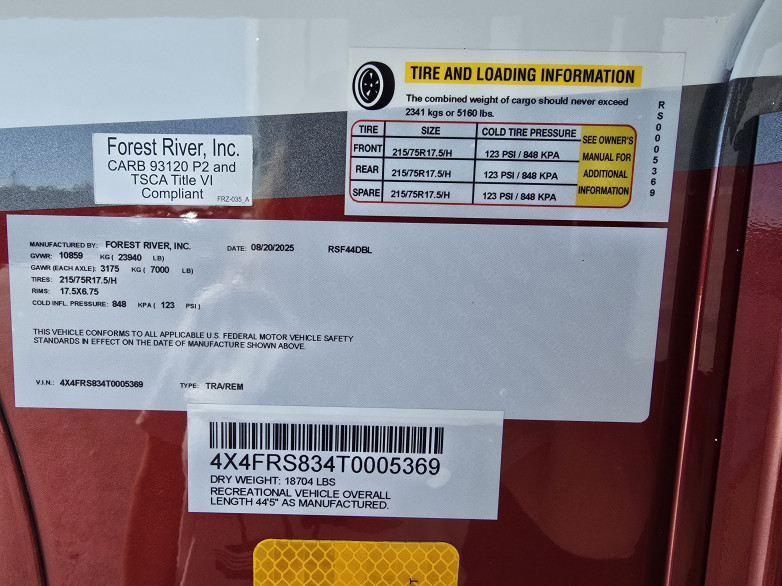 TIRE AND LOADING INFORMATION
The combined weight of cargo should never exceed
2341 kgs or 5160 lbs.
TIRE SIZE COLD TIRE PRESSURE
FRONT 215/75R17.5/H 123 PSI / 848 KPA
REAR 215/75R17.5/H 123 PSI / 848 KPA
SPARE 215/75R17.5/H 123 PSI / 848 KPA
SEE OWNER'S
MANUAL FOR
ADDITIONAL
INFORMATION
RS0005369
Forest River, Inc.
CARB 93120 P2 and
TSCA Title VI
Compliant
FRZ-035_A
MANUFACTURED BY: FOREST RIVER, INC. DATE: 08/20/2025 RSF44DBL
GVWR: 10859 KG ( 23940 LB)
GAWR (EACH AXLE): 3175 KG ( 7000 LB)
TIRES: 215/75R17.5/H
RIMS: 17.5X6.75
COLD INFL. PRESSURE: 848 KPA ( 123 PSI )
THIS VEHICLE CONFORMS TO ALL APPLICABLE U.S. FEDERAL MOTOR VEHICLE SAFETY
STANDARDS IN EFFECT ON THE DATE OF MANUFACTURE SHOWN ABOVE.
V.I.N.: 4X4FRS834T0005369 TYPE: TRA/REM
4X4FRS834T0005369
DRY WEIGHT: 18704 LBS
RECREATIONAL VEHICLE OVERALL
LENGTH 44'5" AS MANUFACTURED.